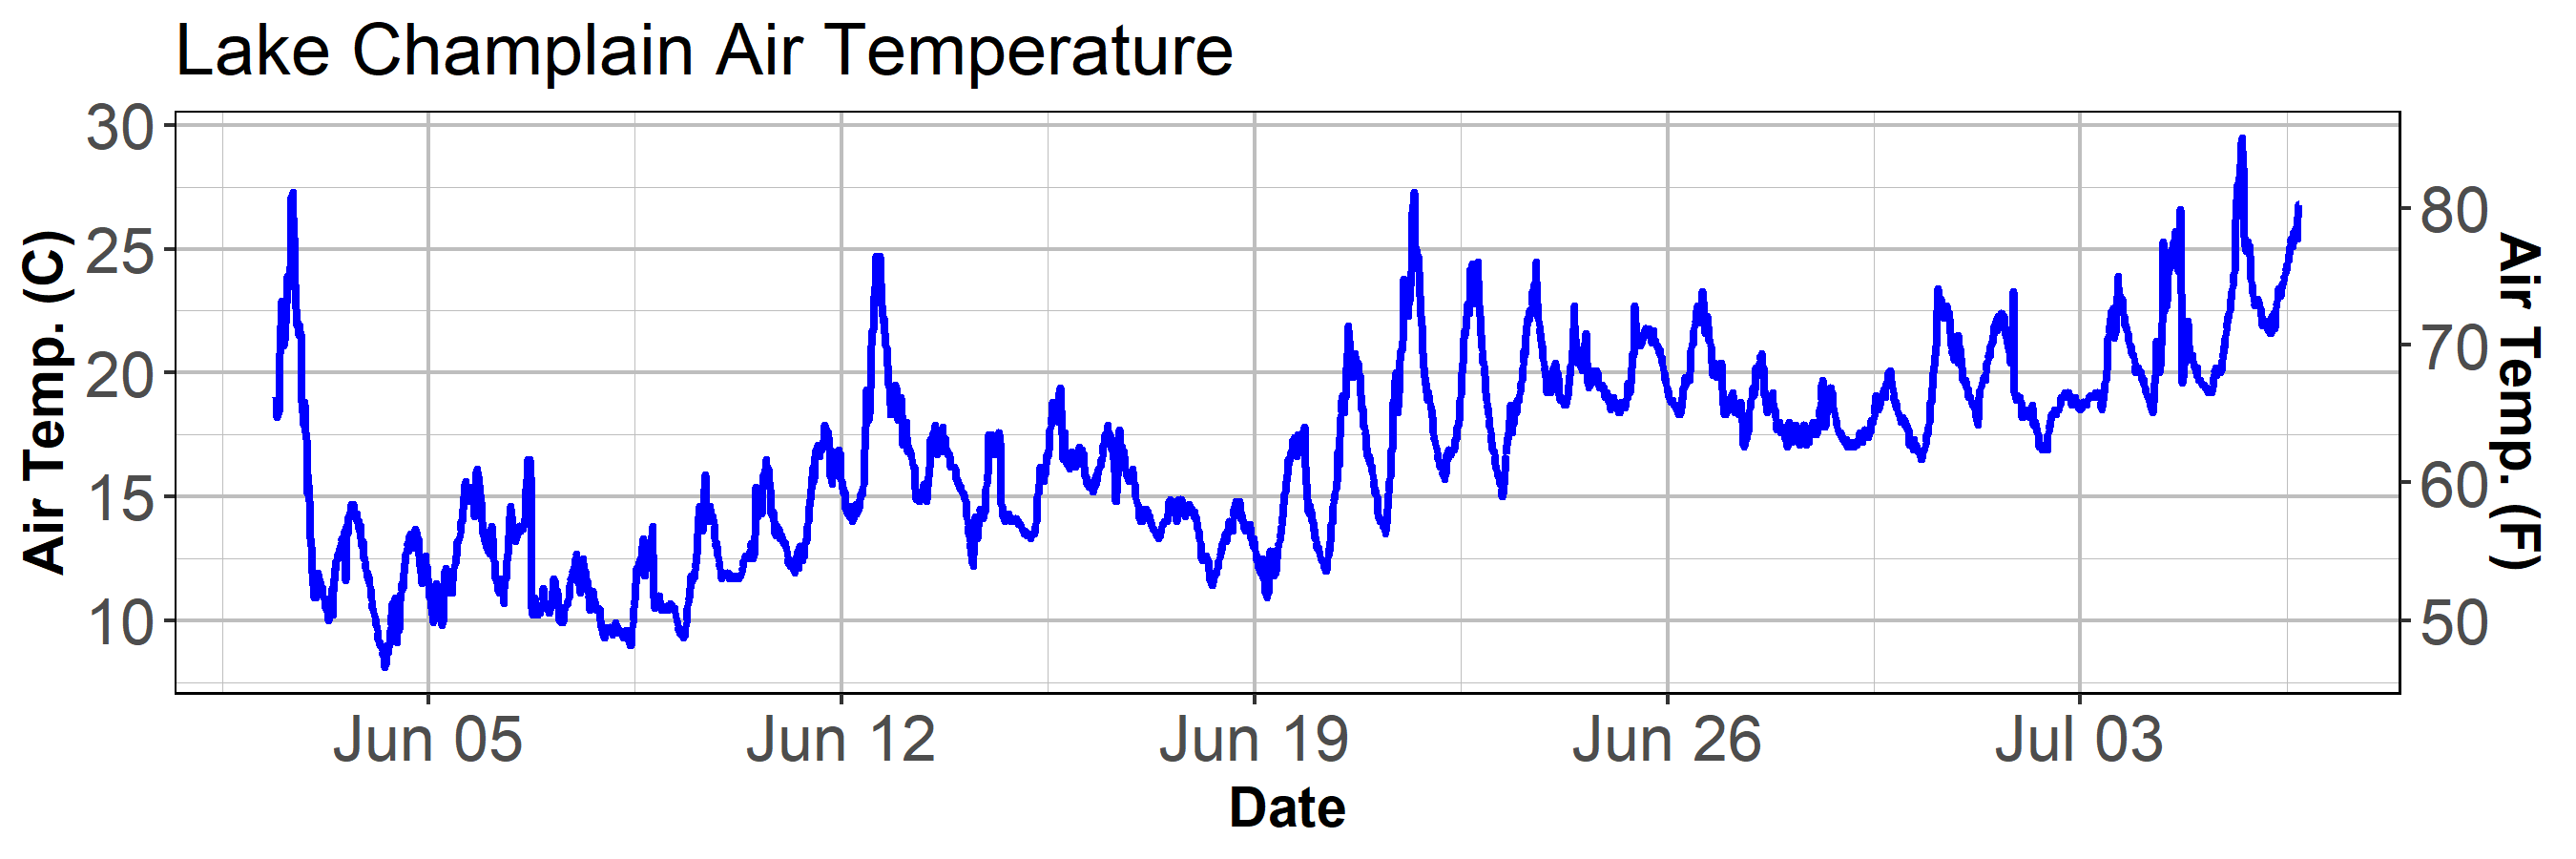 Lake Champlain Air Temperature
30
25
20
15
10
Air Temp. (C)
80
70
60
50
Air Temp. (F)
Jun 05
Jun 12
Jun 19
Jun 26
Jul 03
Date